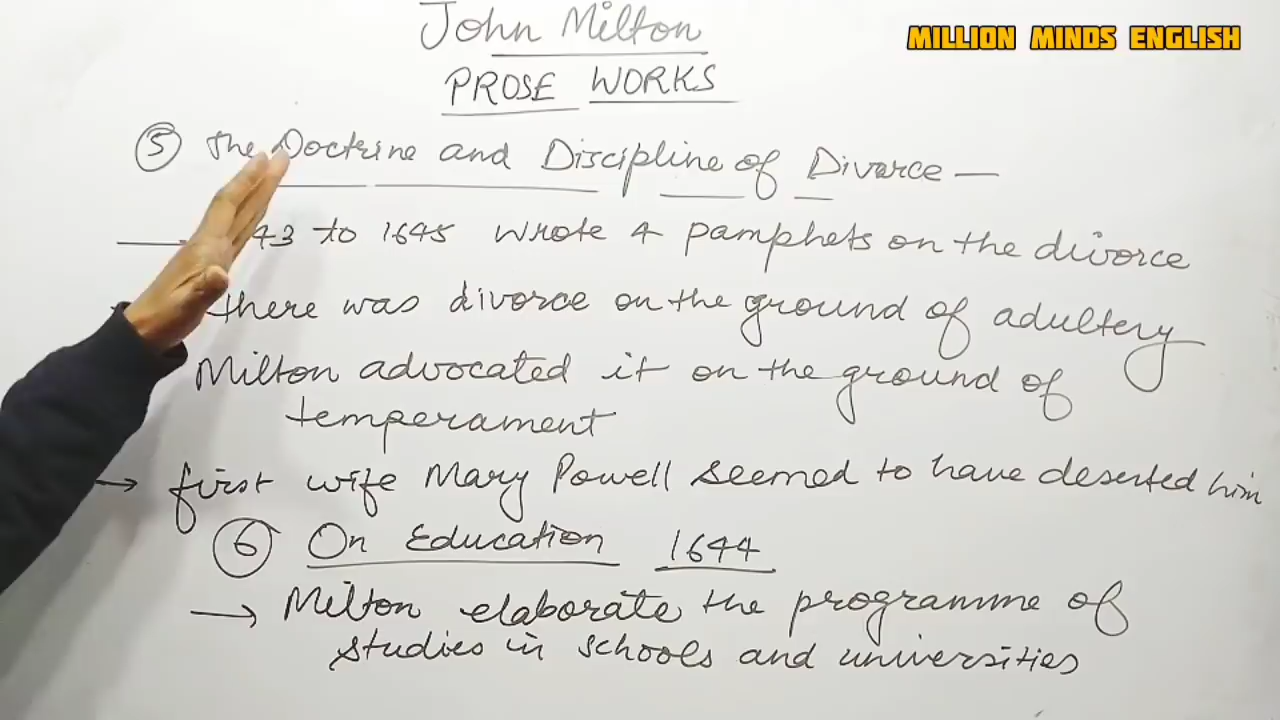 John Milton
MILLION MINDS ENGLISH
PROSE WORKS
⑤ The Doctrine and Discipline of Divarce —
43 to 1645 wrote 4 pamphets on the divorce
there was divorce on the ground of adultery
Milton advocated it on the ground of
temperament
→ first wife Mary Powell seemed to have deserted him
⑥ On Education 1644
→ Milton elaborate the programme of
studies in schools and universities